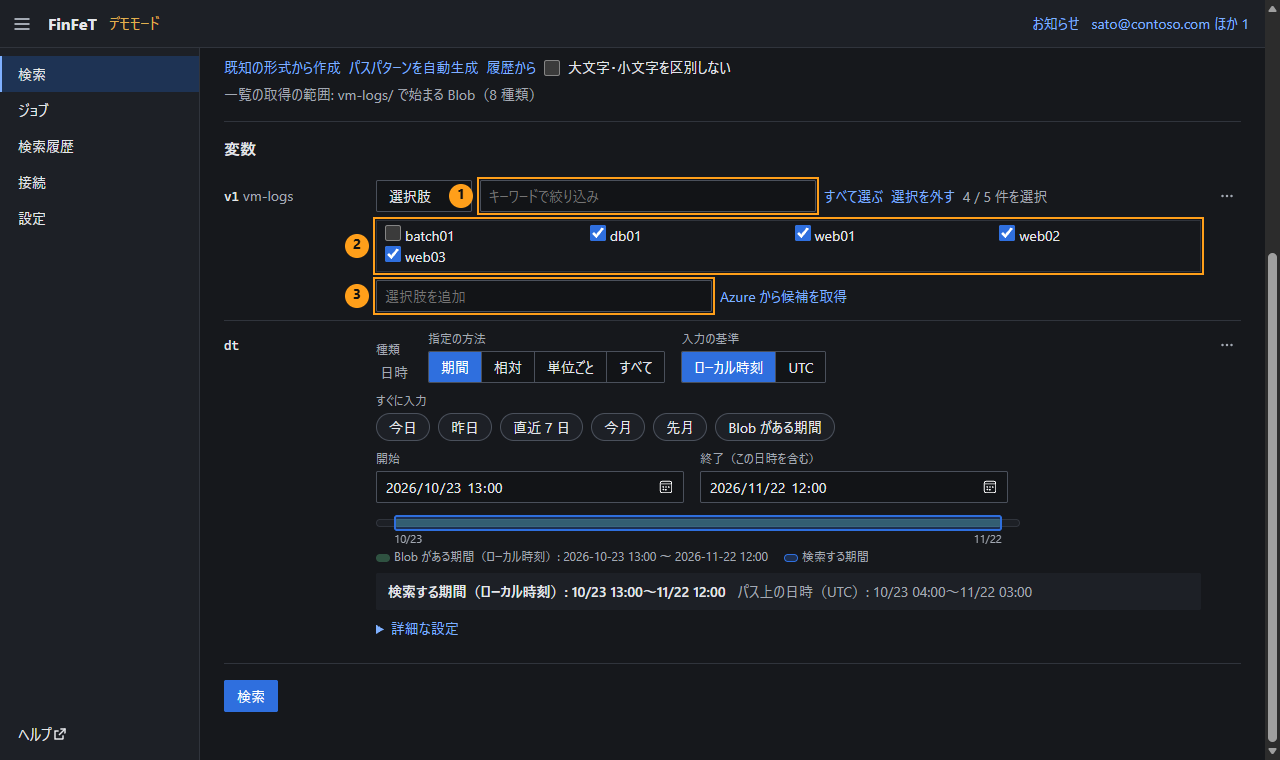 FinFeT デモモード
お知らせ sato@contoso.com ほか 1
検索
ジョブ
検索履歴
接続
設定
ヘルプ
既知の形式から作成 パスパターンを自動生成 履歴から 大文字・小文字を区別しない
一覧の取得の範囲: vm-logs/ で始まる Blob（8 種類）
変数
v1 vm-logs
選択肢 1 キーワードで絞り込み すべて選ぶ 選択を外す 4 / 5 件を選択 ...
2 batch01 db01 web01 web02
web03
3 選択肢を追加 Azure から候補を取得
dt
種類
日時
指定の方法
期間 相対 単位ごと すべて
入力の基準
ローカル時刻 UTC
...
すぐに入力
今日 昨日 直近 7 日 今月 先月 Blob がある期間
開始
2026/10/23 13:00
終了（この日時を含む）
2026/11/22 12:00
10/23 11/22
Blob がある期間（ローカル時刻）: 2026-10-23 13:00 ～ 2026-11-22 12:00 検索する期間
検索する期間（ローカル時刻）: 10/23 13:00～11/22 12:00 パス上の日時（UTC）: 10/23 04:00～11/22 03:00
▶ 詳細な設定
検索